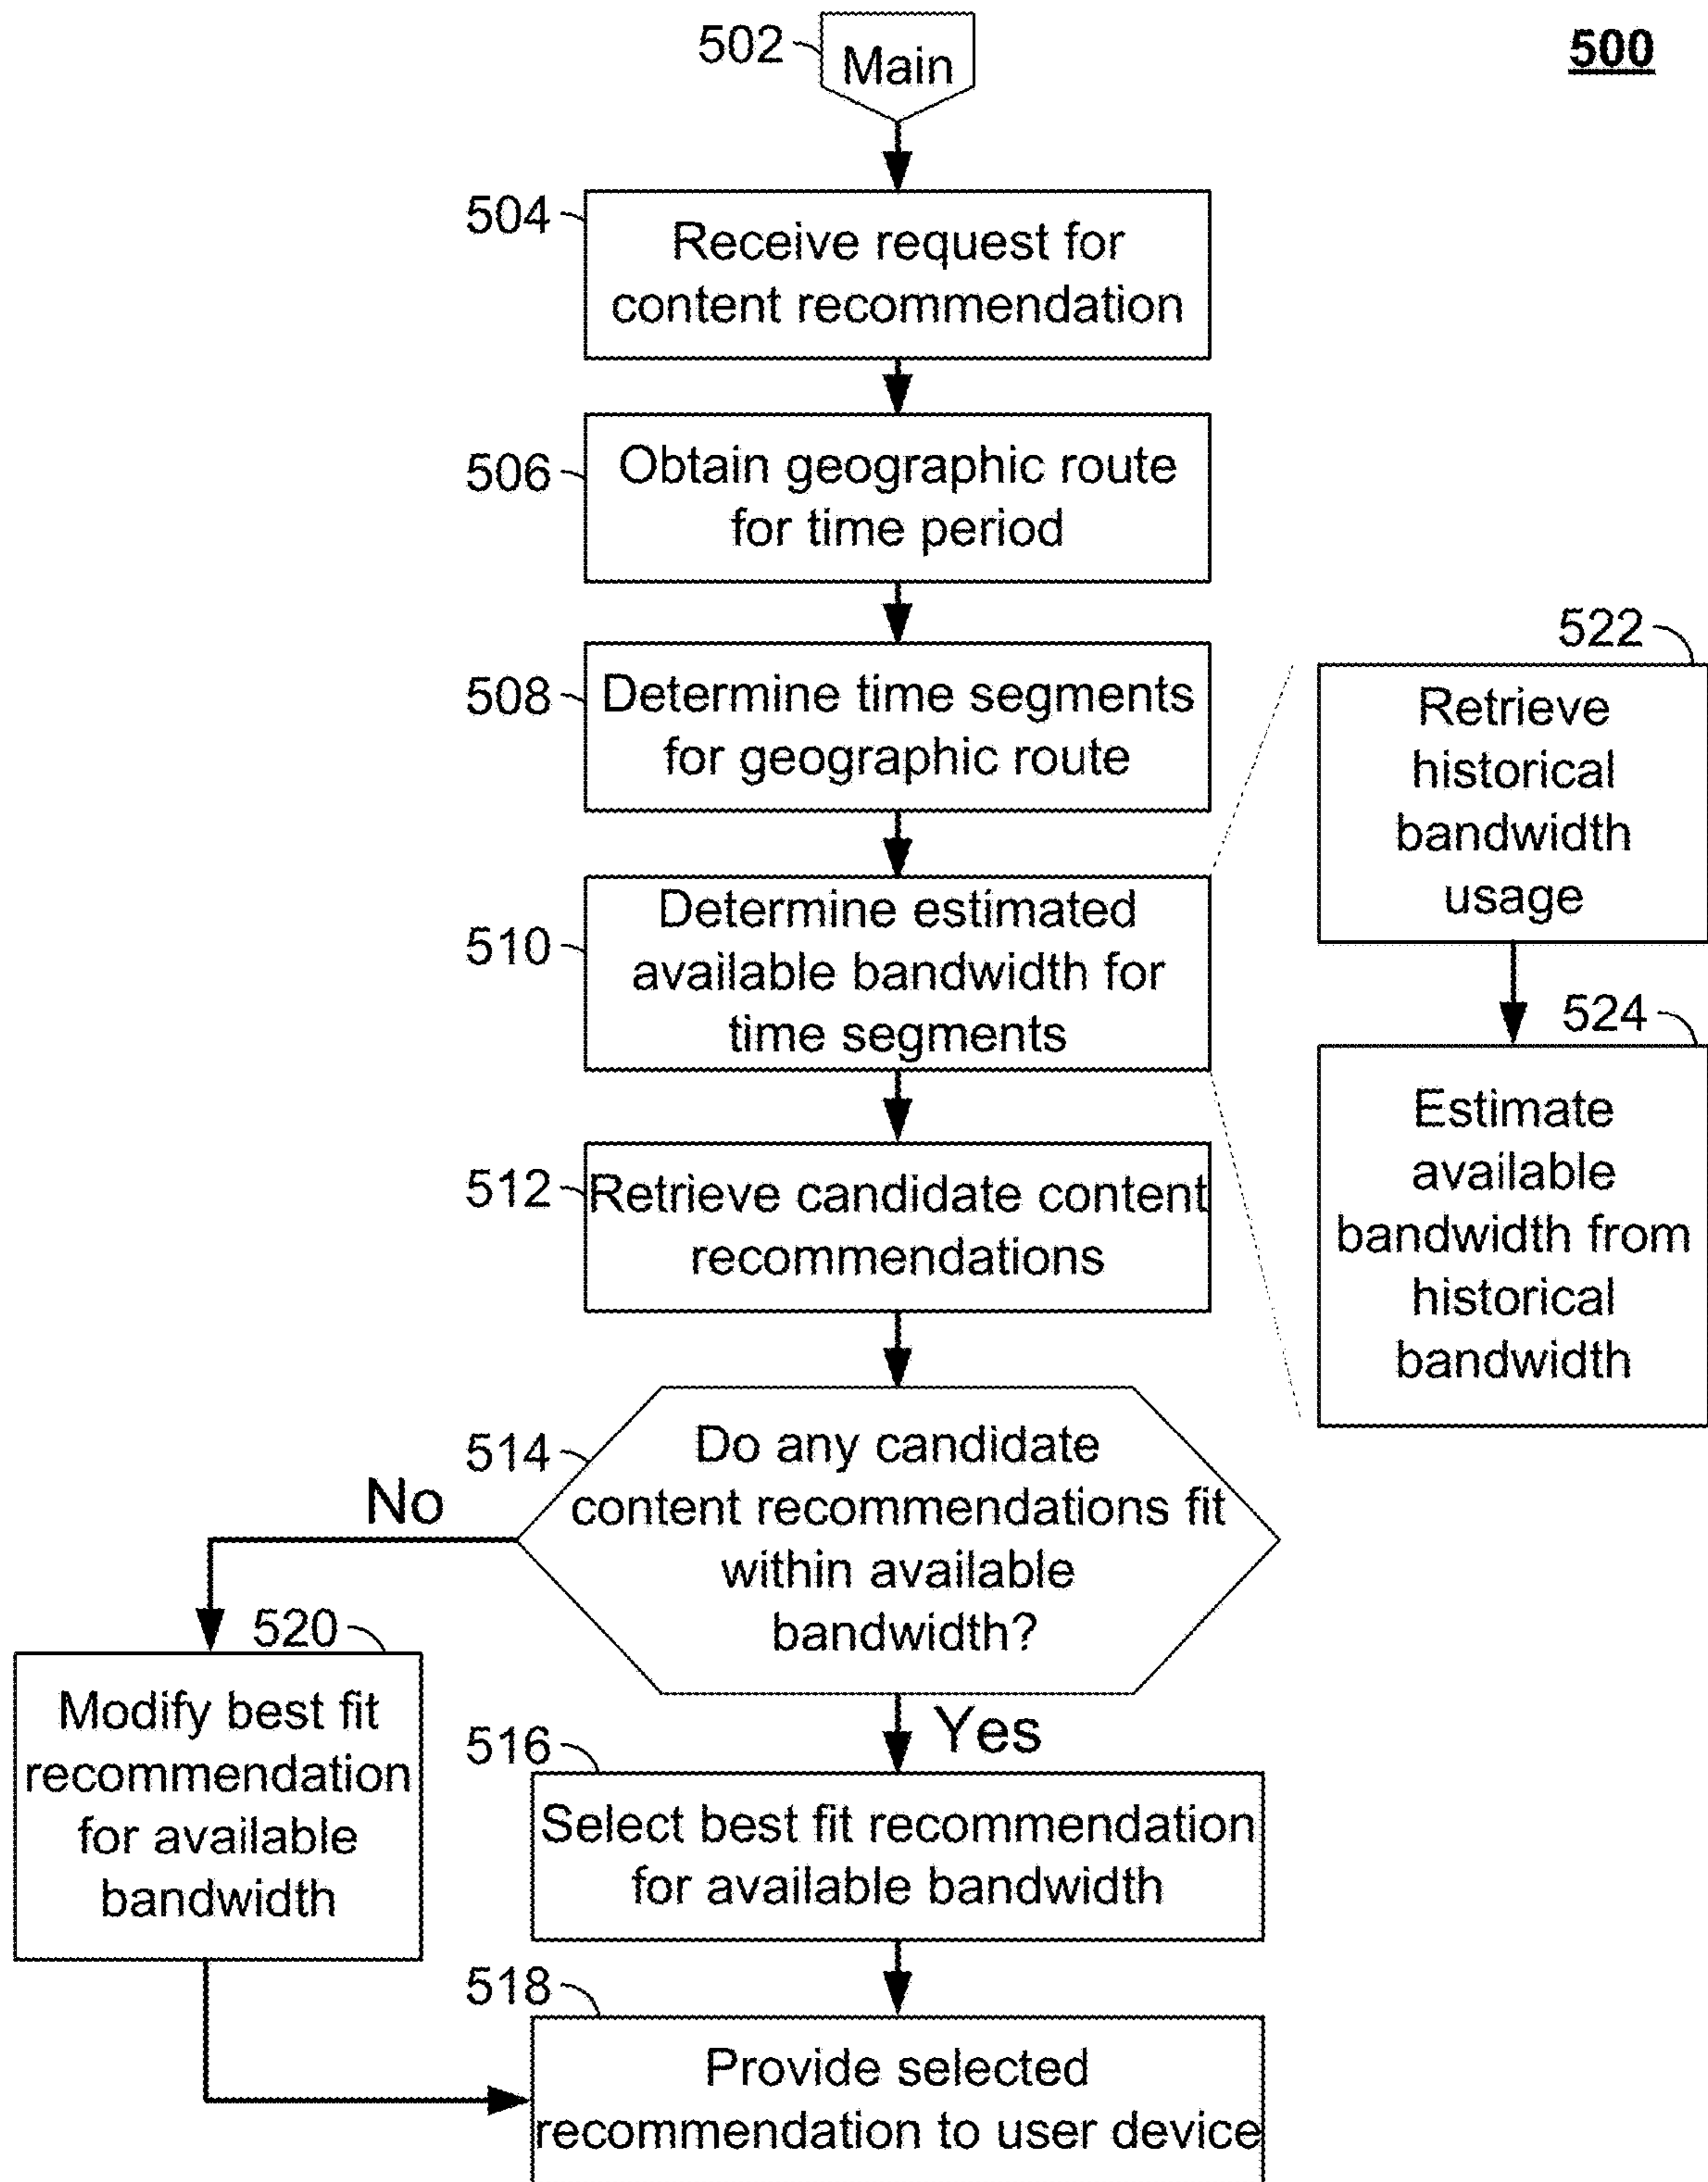 502
Main
500
504
Receive request for
content recommendation
506
Obtain geographic route
for time period
508
Determine time segments
for geographic route
510
Determine estimated
available bandwidth for
time segments
522
Retrieve
historical
bandwidth
usage
524
Estimate
available
bandwidth from
historical
bandwidth
512
Retrieve candidate content
recommendations
514
Do any candidate
content recommendations fit
within available
bandwidth?
No
520
Modify best fit
recommendation
for available
bandwidth
Yes
516
Select best fit recommendation
for available bandwidth
518
Provide selected
recommendation to user device